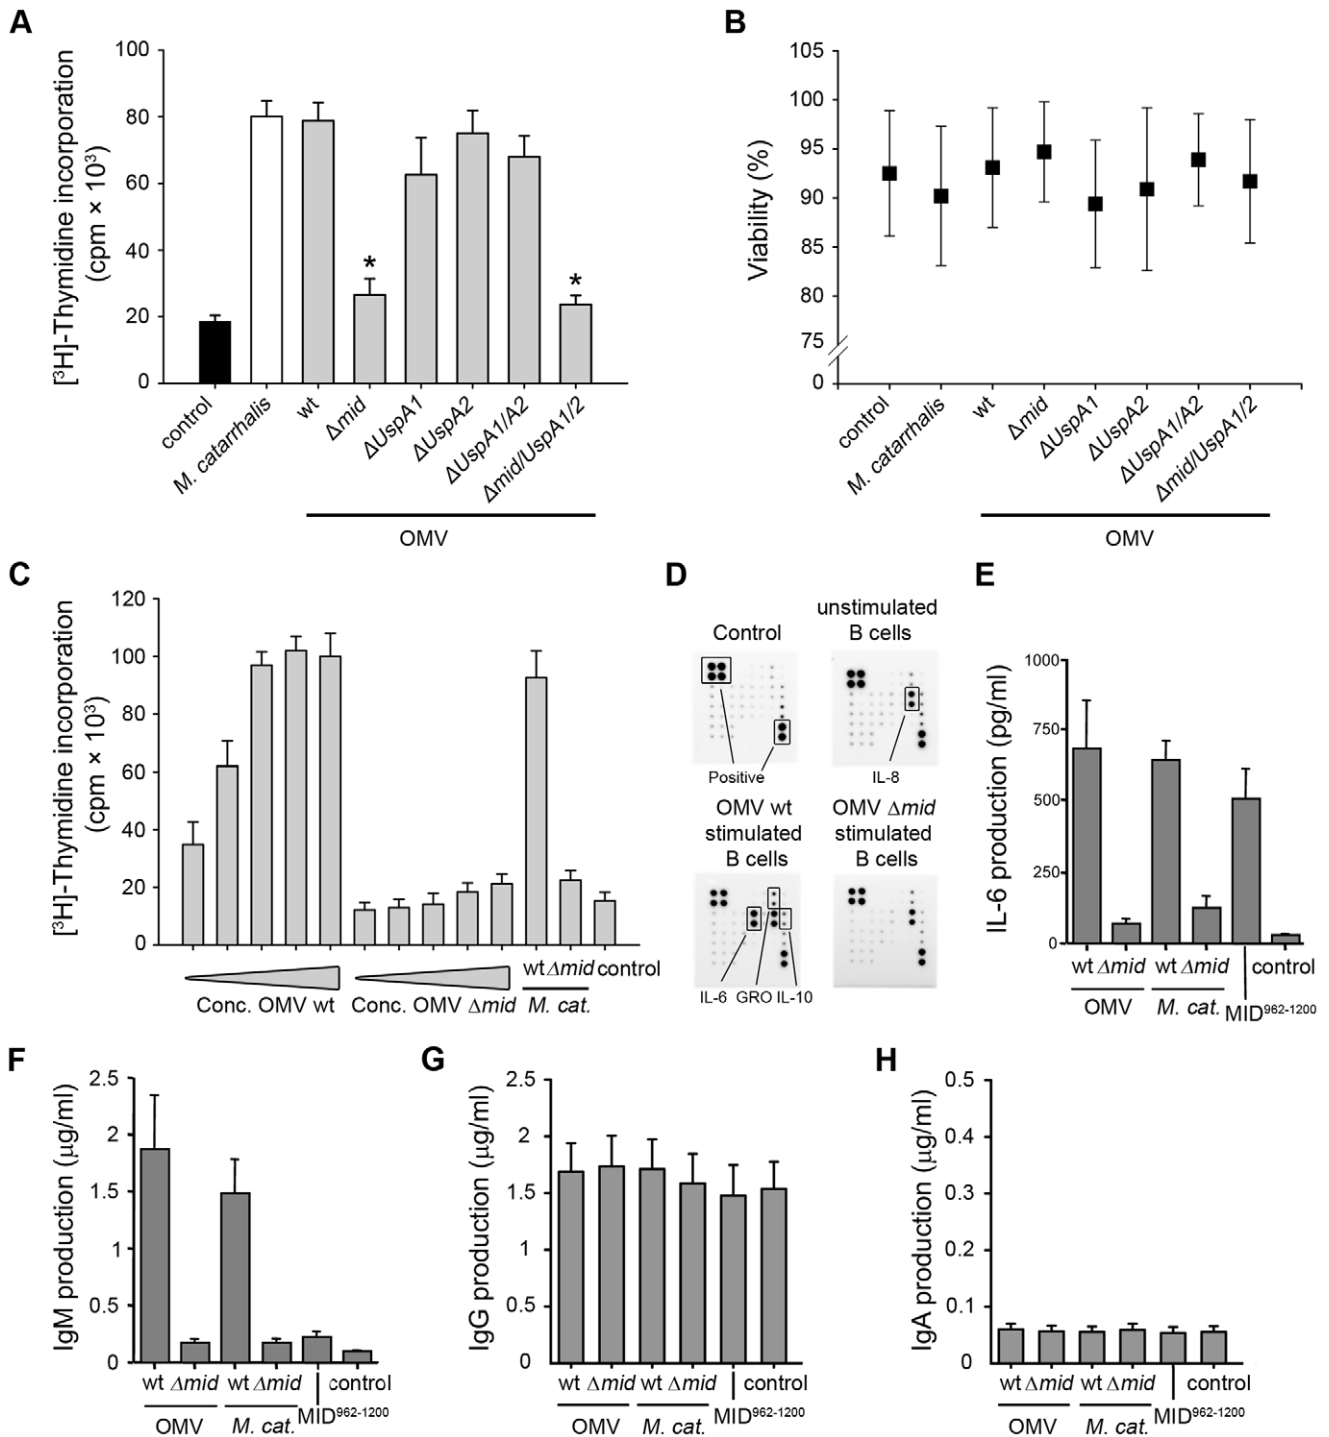 A
[³H]-Thymidine incorporation
(cpm × 10³)
100
80
60
40
20
0
control
M. catarrhalis
wt
Δmid
ΔUspA1
ΔUspA2
ΔUspA1/A2
Δmid/UspA1/2
*
*
OMV
B
Viability (%)
105
100
95
90
85
80
75
0
control
M. catarrhalis
wt
Δmid
ΔUspA1
ΔUspA2
ΔUspA1/A2
Δmid/UspA1/2
OMV
C
[³H]-Thymidine incorporation
(cpm × 10³)
120
100
80
60
40
20
0
Conc. OMV wt
Conc. OMV Δmid
wt Δmid control
M. cat.
D
Control
unstimulated
B cells
Positive
IL-8
OMV wt
stimulated
B cells
OMV Δmid
stimulated
B cells
IL-6 GRO IL-10
E
IL-6 production (pg/ml)
1000
750
500
250
0
wt Δmid wt Δmid control
OMV M. cat. MID⁹⁶²⁻¹²⁰⁰
F
IgM production (µg/ml)
2.5
2
1.5
1
0.5
0
wt Δmid wt Δmid control
OMV M. cat. MID⁹⁶²⁻¹²⁰⁰
G
IgG production (µg/ml)
2.5
2
1.5
1
0.5
0
wt Δmid wt Δmid control
OMV M. cat. MID⁹⁶²⁻¹²⁰⁰
H
IgA production (µg/ml)
0.5
0.4
0.3
0.2
0.1
0
wt Δmid wt Δmid control
OMV M. cat. MID⁹⁶²⁻¹²⁰⁰